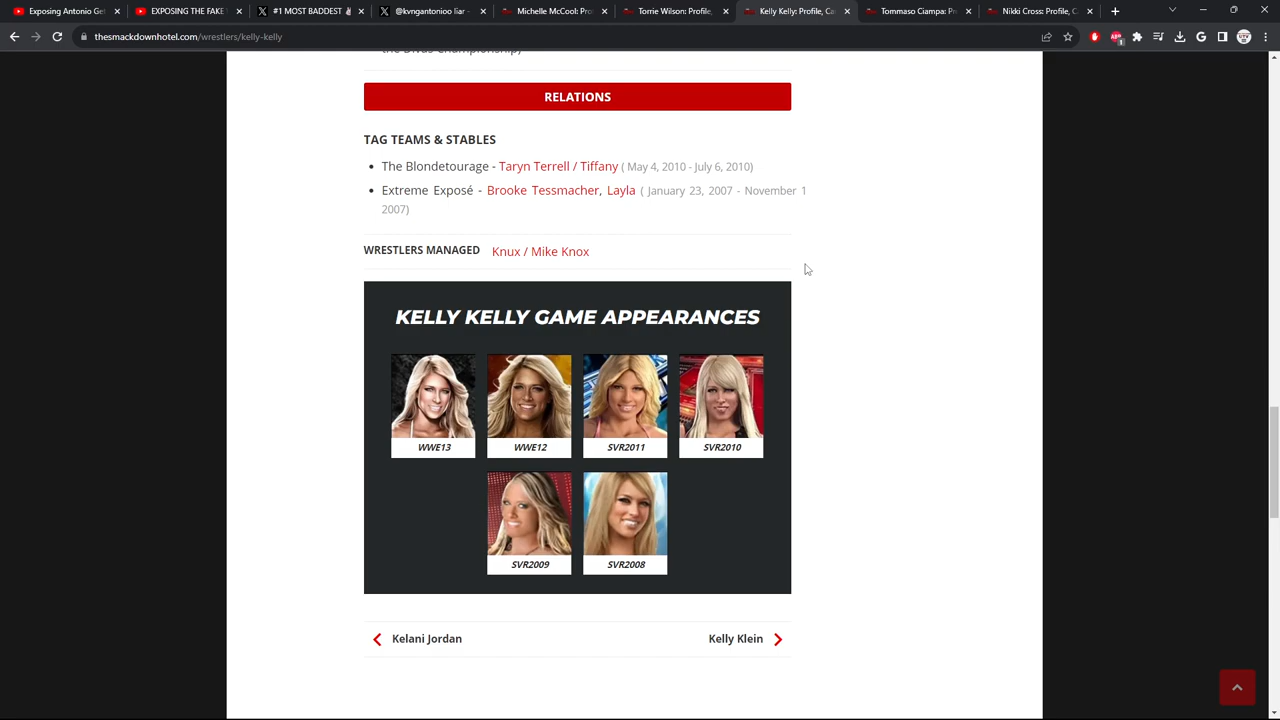 Exposing Antonio Ge
EXPOSING THE FAKE
#1 MOST BADDEST
@kvngantonioo liar
Michelle McCool: Pro
Torrie Wilson: Profile,
Kelly Kelly: Profile, Ca
Tommaso Ciampa: Pr
Nikki Cross: Profile, C
thesmackdownhotel.com/wrestlers/kelly-kelly
RELATIONS
TAG TEAMS & STABLES
The Blondetourage - Taryn Terrell / Tiffany ( May 4, 2010 - July 6, 2010)
Extreme Exposé - Brooke Tessmacher, Layla ( January 23, 2007 - November 1
2007)
WRESTLERS MANAGED Knux / Mike Knox
KELLY KELLY GAME APPEARANCES
WWE13 WWE12 SVR2011 SVR2010
SVR2009 SVR2008
Kelani Jordan Kelly Klein